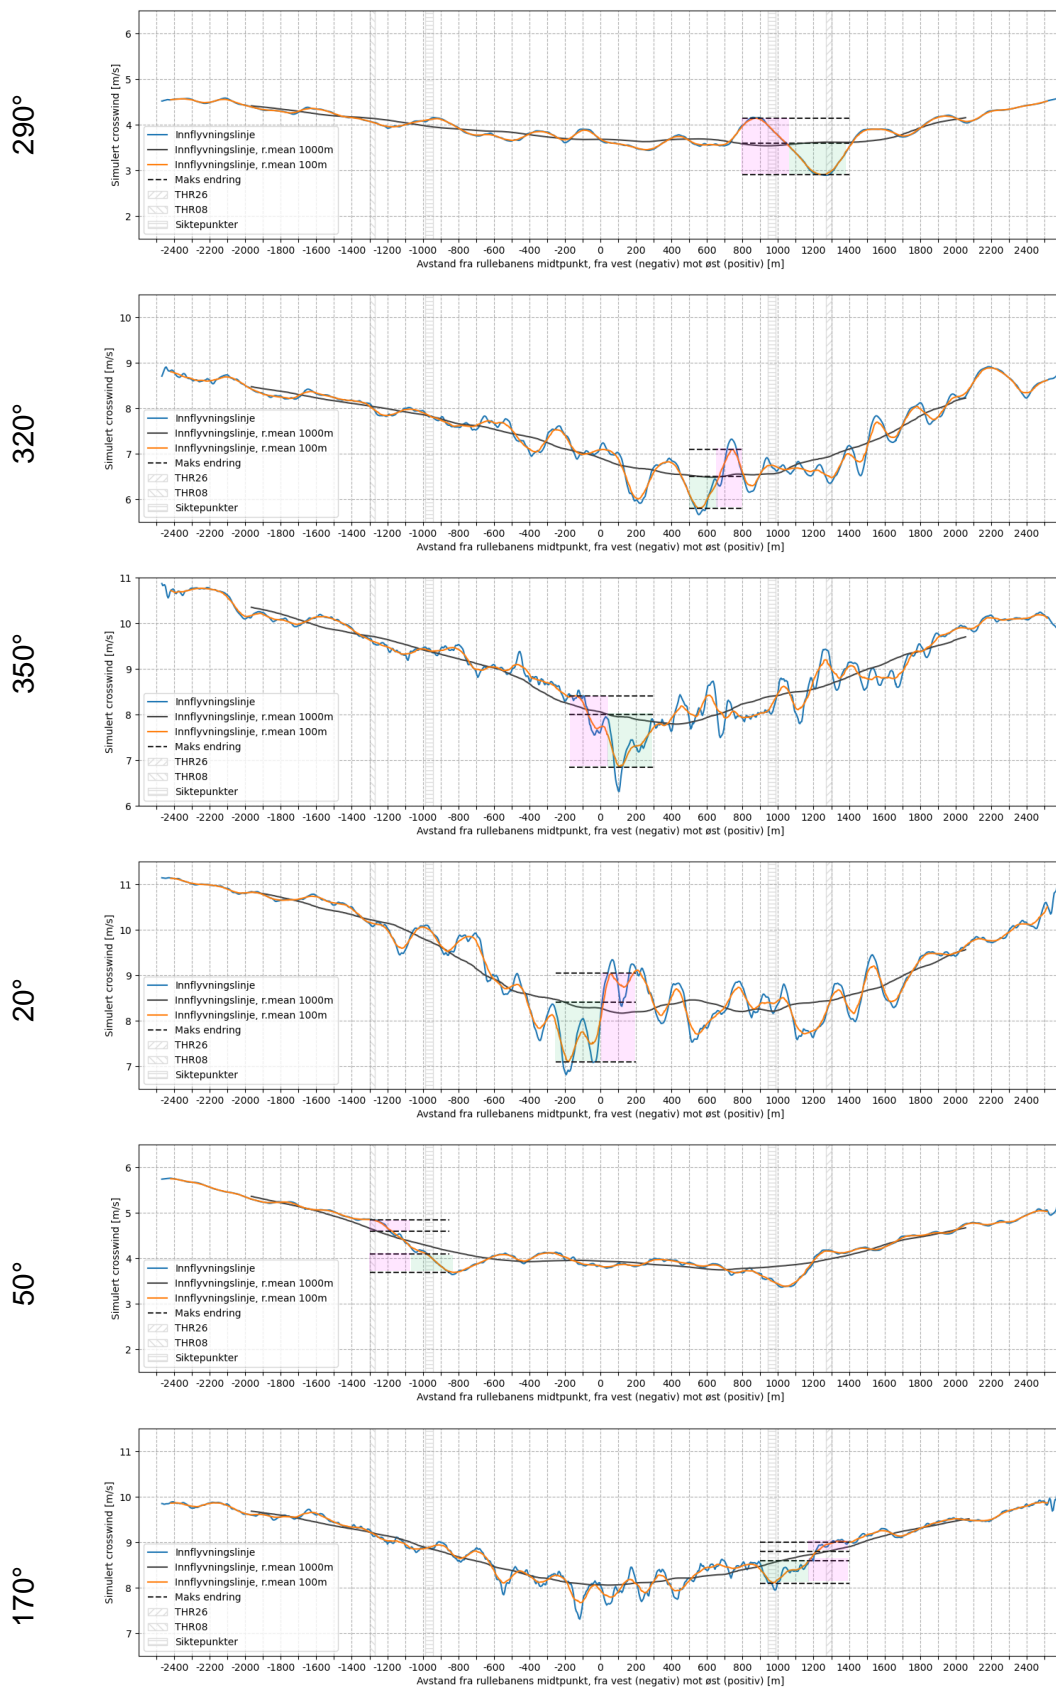 290°
Simulert crosswind [m/s]
6
5
4
3
2
Innflyvningslinje
Innflyvningslinje, r.mean 1000m
Innflyvningslinje, r.mean 100m
Maks endring
THR26
THR08
Siktepunkter
-2400 -2200 -2000 -1800 -1600 -1400 -1200 -1000 -800 -600 -400 -200 0 200 400 600 800 1000 1200 1400 1600 1800 2000 2200 2400
Avstand fra rullebanens midtpunkt, fra vest (negativ) mot øst (positiv) [m]
320°
Simulert crosswind [m/s]
10
9
8
7
6
Innflyvningslinje
Innflyvningslinje, r.mean 1000m
Innflyvningslinje, r.mean 100m
Maks endring
THR26
THR08
Siktepunkter
-2400 -2200 -2000 -1800 -1600 -1400 -1200 -1000 -800 -600 -400 -200 0 200 400 600 800 1000 1200 1400 1600 1800 2000 2200 2400
Avstand fra rullebanens midtpunkt, fra vest (negativ) mot øst (positiv) [m]
350°
Simulert crosswind [m/s]
11
10
9
8
7
6
Innflyvningslinje
Innflyvningslinje, r.mean 1000m
Innflyvningslinje, r.mean 100m
Maks endring
THR26
THR08
Siktepunkter
-2400 -2200 -2000 -1800 -1600 -1400 -1200 -1000 -800 -600 -400 -200 0 200 400 600 800 1000 1200 1400 1600 1800 2000 2200 2400
Avstand fra rullebanens midtpunkt, fra vest (negativ) mot øst (positiv) [m]
20°
Simulert crosswind [m/s]
11
10
9
8
7
Innflyvningslinje
Innflyvningslinje, r.mean 1000m
Innflyvningslinje, r.mean 100m
Maks endring
THR26
THR08
Siktepunkter
-2400 -2200 -2000 -1800 -1600 -1400 -1200 -1000 -800 -600 -400 -200 0 200 400 600 800 1000 1200 1400 1600 1800 2000 2200 2400
Avstand fra rullebanens midtpunkt, fra vest (negativ) mot øst (positiv) [m]
50°
Simulert crosswind [m/s]
6
5
4
3
2
Innflyvningslinje
Innflyvningslinje, r.mean 1000m
Innflyvningslinje, r.mean 100m
Maks endring
THR26
THR08
Siktepunkter
-2400 -2200 -2000 -1800 -1600 -1400 -1200 -1000 -800 -600 -400 -200 0 200 400 600 800 1000 1200 1400 1600 1800 2000 2200 2400
Avstand fra rullebanens midtpunkt, fra vest (negativ) mot øst (positiv) [m]
170°
Simulert crosswind [m/s]
11
10
9
8
7
Innflyvningslinje
Innflyvningslinje, r.mean 1000m
Innflyvningslinje, r.mean 100m
Maks endring
THR26
THR08
Siktepunkter
-2400 -2200 -2000 -1800 -1600 -1400 -1200 -1000 -800 -600 -400 -200 0 200 400 600 800 1000 1200 1400 1600 1800 2000 2200 2400
Avstand fra rullebanens midtpunkt, fra vest (negativ) mot øst (positiv) [m]